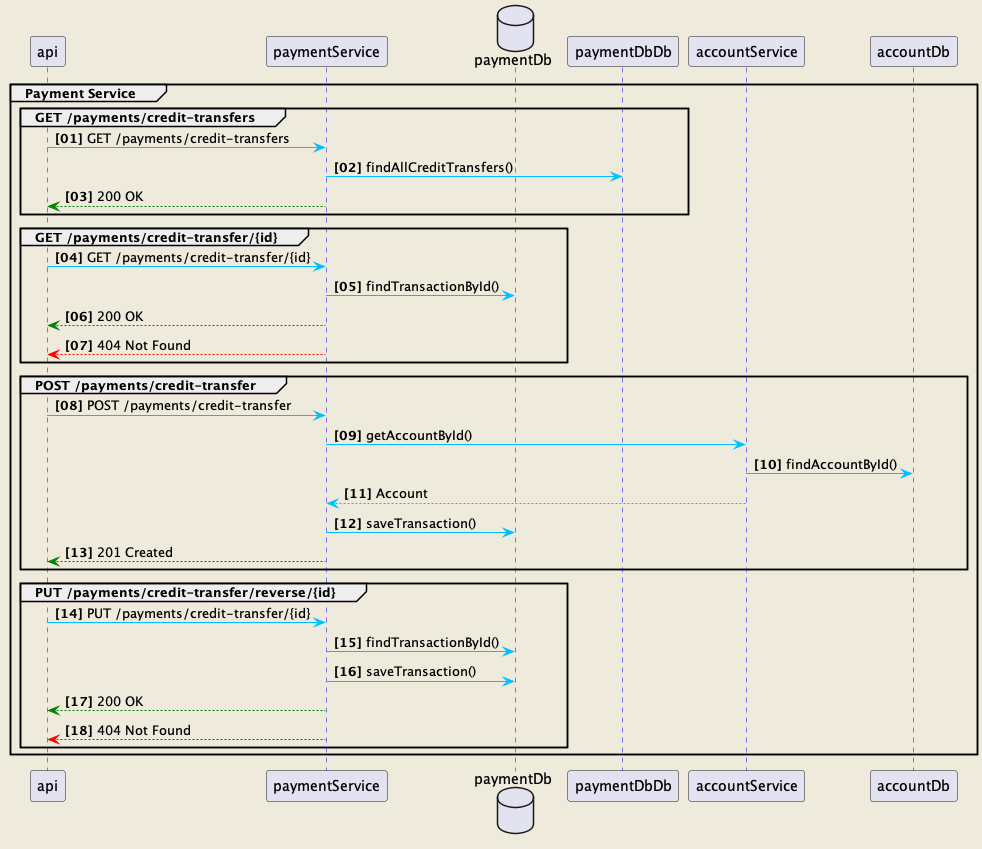 api
paymentService
paymentDb
paymentDbDb
accountService
accountDb
Payment Service
GET /payments/credit-transfers
[01] GET /payments/credit-transfers
[02] findAllCreditTransfers()
[03] 200 OK
GET /payments/credit-transfer/{id}
[04] GET /payments/credit-transfer/{id}
[05] findTransactionById()
[06] 200 OK
[07] 404 Not Found
POST /payments/credit-transfer
[08] POST /payments/credit-transfer
[09] getAccountById()
[10] findAccountById()
[11] Account
[12] saveTransaction()
[13] 201 Created
PUT /payments/credit-transfer/reverse/{id}
[14] PUT /payments/credit-transfer/{id}
[15] findTransactionById()
[16] saveTransaction()
[17] 200 OK
[18] 404 Not Found
api
paymentService
paymentDb
paymentDbDb
accountService
accountDb